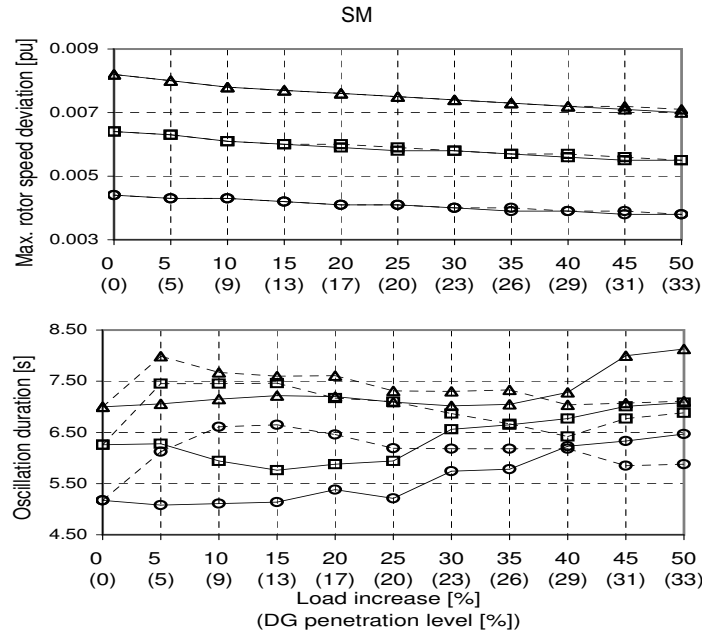 SM
Max. rotor speed deviation [pu]
0.009
0.007
0.005
0.003
0 5 10 15 20 25 30 35 40 45 50
(0) (5) (9) (13) (17) (20) (23) (26) (29) (31) (33)
Oscillation duration [s]
8.50
7.50
6.50
5.50
4.50
0 5 10 15 20 25 30 35 40 45 50
(0) (5) (9) (13) (17) (20) (23) (26) (29) (31) (33)
Load increase [%]
(DG penetration level [%])